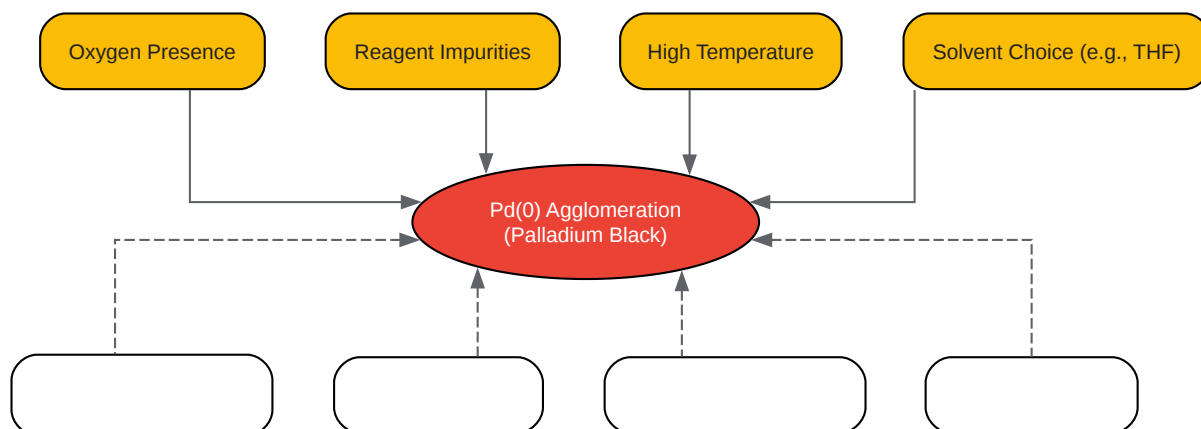 Oxygen Presence
Reagent Impurities
High Temperature
Solvent Choice (e.g., THF)
Pd(0) Agglomeration
(Palladium Black)